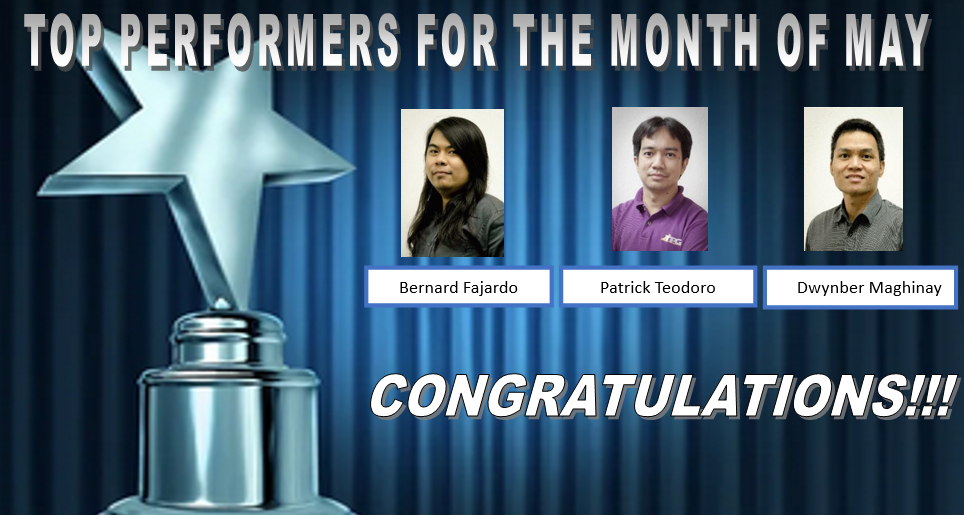 TOP PERFORMERS FOR THE MONTH OF MAY
Bernard Fajardo
Patrick Teodoro
Dwynber Maghinay
CONGRATULATIONS!!!